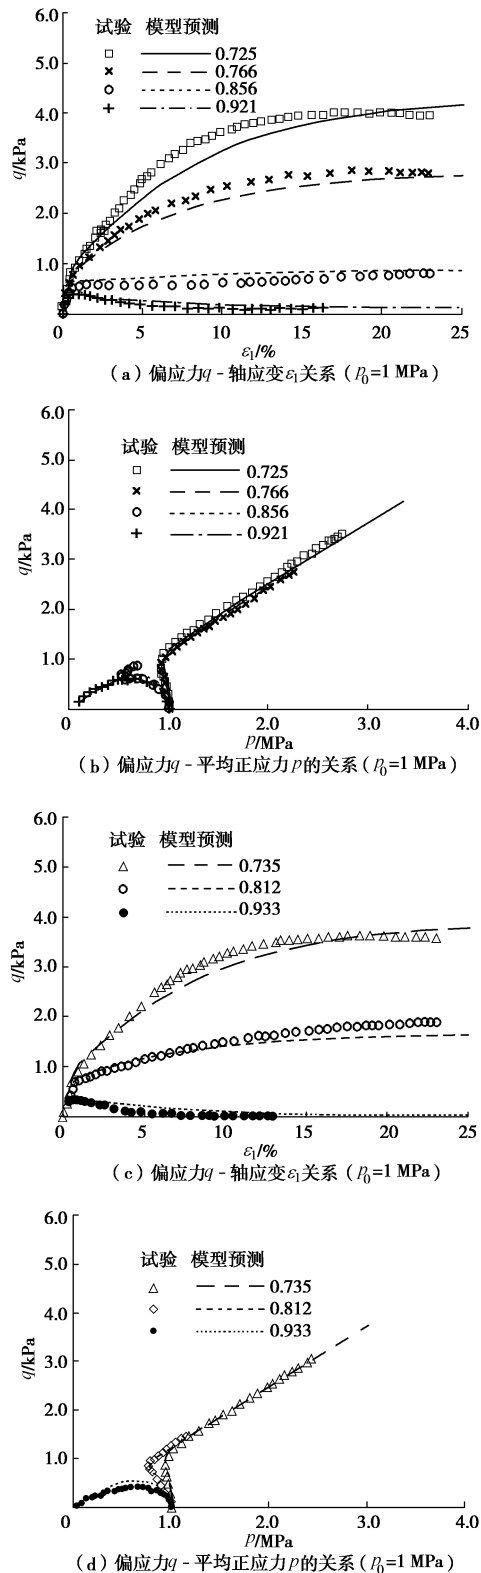 试验 模型预测
0.725
0.766
0.856
0.921
q/kPa
6.0
5.0
4.0
3.0
2.0
1.0
0 5 10 15 20 25
ε1/%
(a)偏应力q-轴应变ε1关系(p0=1 MPa)
试验 模型预测
0.725
0.766
0.856
0.921
q/kPa
6.0
5.0
4.0
3.0
2.0
1.0
0 1.0 2.0 3.0 4.0
p/MPa
(b)偏应力q-平均正应力p的关系(p0=1 MPa)
试验 模型预测
0.735
0.812
0.933
q/kPa
6.0
5.0
4.0
3.0
2.0
1.0
0 5 10 15 20 25
ε1/%
(c)偏应力q-轴应变ε1关系(p0=1 MPa)
试验 模型预测
0.735
0.812
0.933
q/kPa
6.0
5.0
4.0
3.0
2.0
1.0
0 1.0 2.0 3.0 4.0
p/MPa
(d)偏应力q-平均正应力p的关系(p0=1 MPa)